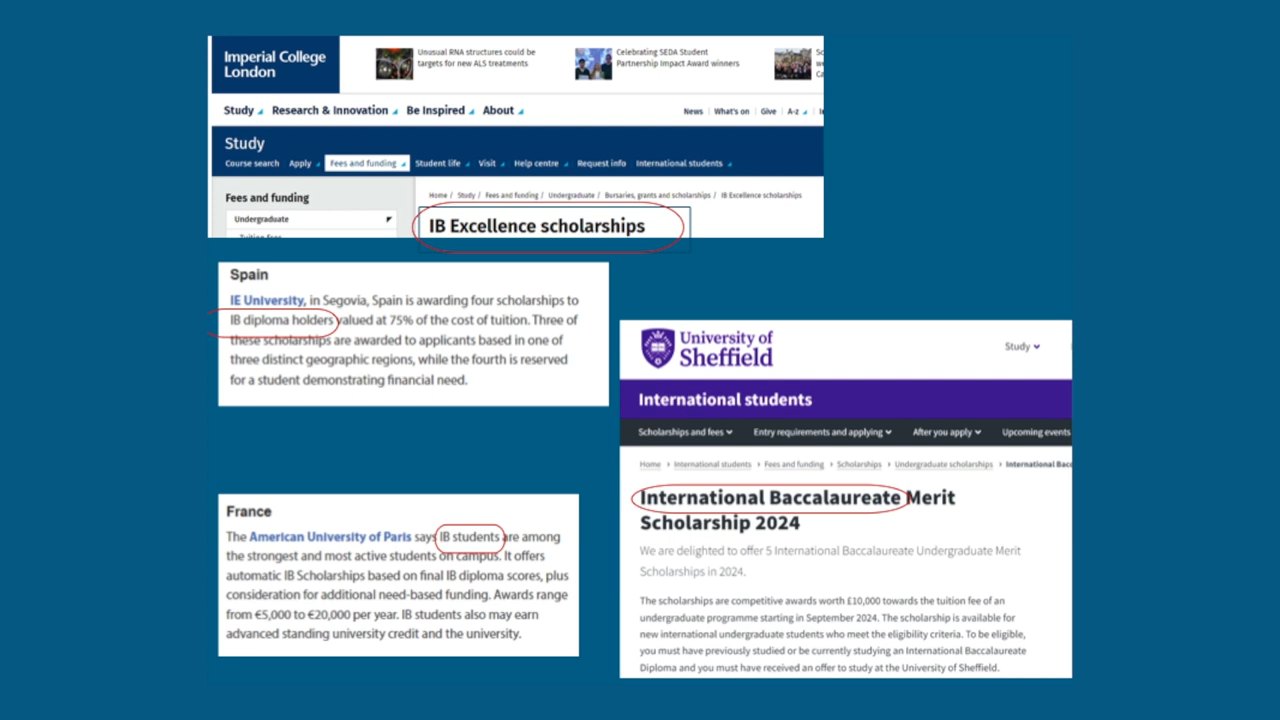 Imperial College
London
Unusual RNA structures could be
targets for new ALS treatments
Celebrating SEDA Student
Partnership Impact Award winners
Study Research & Innovation Be Inspired About
News What's on Give A-z
Study
Course search Apply Fees and funding Student life Visit Help centre Request info International students
Fees and funding
Undergraduate
Home / Study / Fees and funding / Undergraduate / Bursaries, grants and scholarships / IB Excellence scholarships
IB Excellence scholarships
Spain
IE University, in Segovia, Spain is awarding four scholarships to
IB diploma holders valued at 75% of the cost of tuition. Three of
these scholarships are awarded to applicants based in one of
three distinct geographic regions, while the fourth is reserved
for a student demonstrating financial need.
France
The American University of Paris says IB students are among
the strongest and most active students on campus. It offers
automatic IB Scholarships based on final IB diploma scores, plus
consideration for additional need-based funding. Awards range
from €5,000 to €20,000 per year. IB students also may earn
advanced standing university credit and the university.
University of
Sheffield
Study
International students
Scholarships and fees Entry requirements and applying After you apply Upcoming events
Home › International students › Fees and funding › Scholarships › Undergraduate scholarships › International Bacc
International Baccalaureate Merit
Scholarship 2024
We are delighted to offer 5 International Baccalaureate Undergraduate Merit
Scholarships in 2024.
The scholarships are competitive awards worth £10,000 towards the tuition fee of an
undergraduate programme starting in September 2024. The scholarship is available for
new international undergraduate students who meet the eligibility criteria. To be eligible,
you must have previously studied or be currently studying an International Baccalaureate
Diploma and you must have received an offer to study at the University of Sheffield.